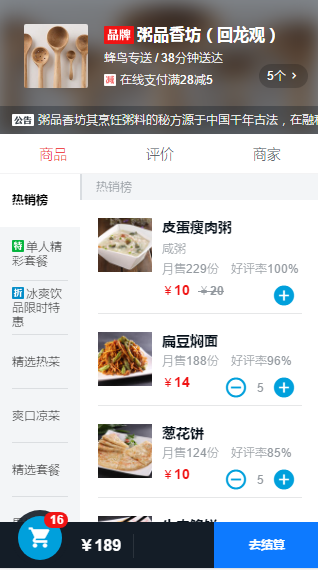 品牌 粥品香坊（回龙观）
蜂鸟专送 / 38分钟送达
减 在线支付满28减5
5个 >
公告 粥品香坊其烹饪粥料的秘方源于中国千年古法，在融
商品 评价 商家
热销榜
特 单人精
彩套餐
折 冰爽饮
品限时特
惠
精选热菜
爽口凉菜
精选套餐
热销榜
皮蛋瘦肉粥
咸粥
月售229份 好评率100%
￥10 ￥20
扁豆焖面
月售188份 好评率96%
￥14 5
葱花饼
月售124份 好评率85%
￥10 5
16
￥189
去结算